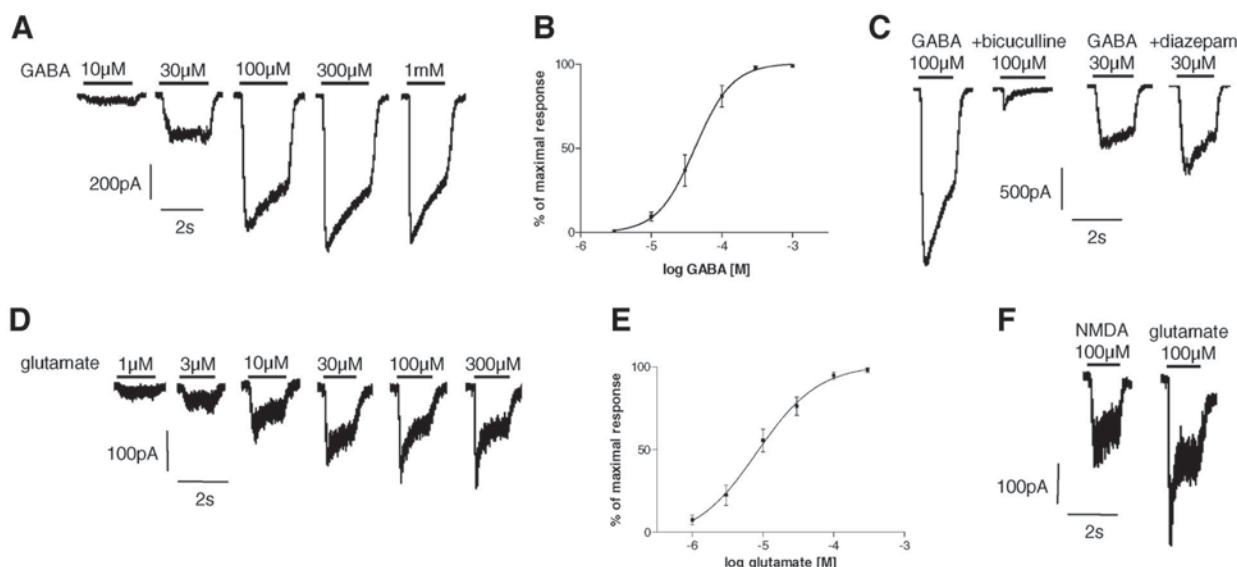 A
GABA 10µM 30µM 100µM 300µM 1mM
200pA
2s
B
% of maximal response
100
50
0
-6 -5 -4 -3 -2
log GABA [M]
C
GABA +bicuculline GABA +diazepam
100µM 100µM 30µM 30µM
500pA
2s
D
glutamate 1µM 3µM 10µM 30µM 100µM 300µM
100pA
2s
E
% of maximal response
100
50
0
-6 -5 -4 -3
log glutamate [M]
F
NMDA glutamate
100µM 100µM
100pA
2s